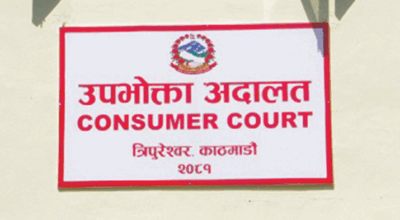 उपभोक्ता अदालत
CONSUMER COURT
त्रिपुरेश्वर, काठमाडौं
२०८१